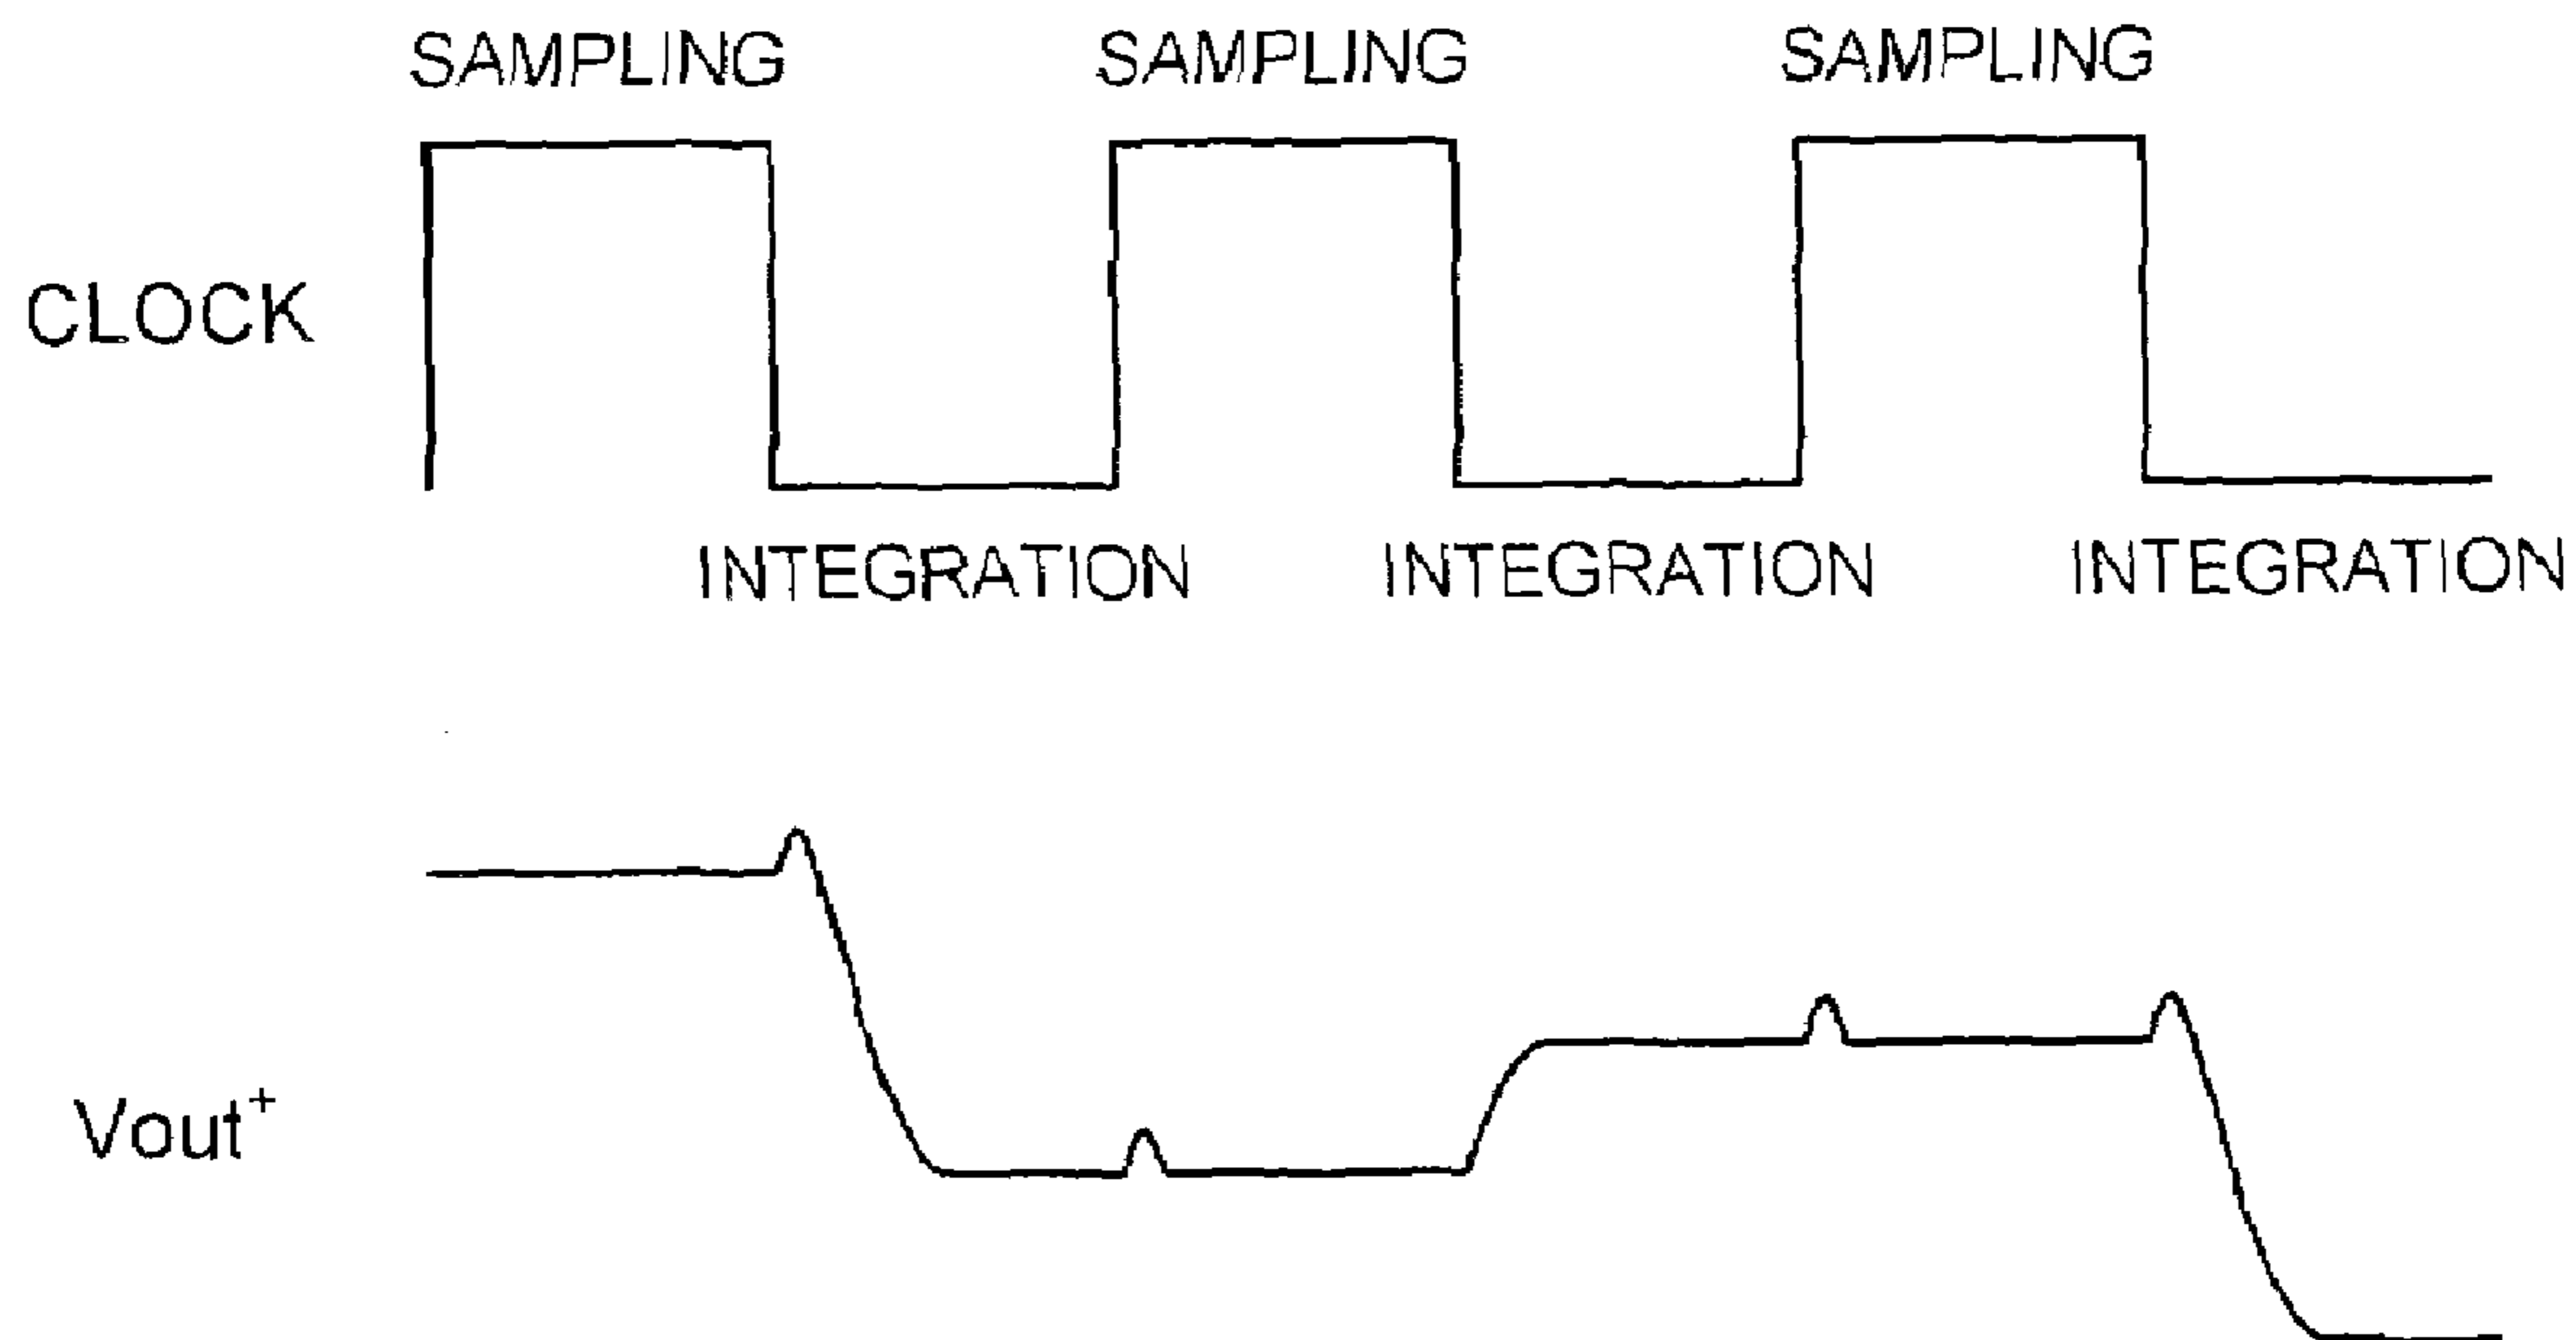 SAMPLING SAMPLING SAMPLING
CLOCK
INTEGRATION INTEGRATION INTEGRATION
Vout⁺